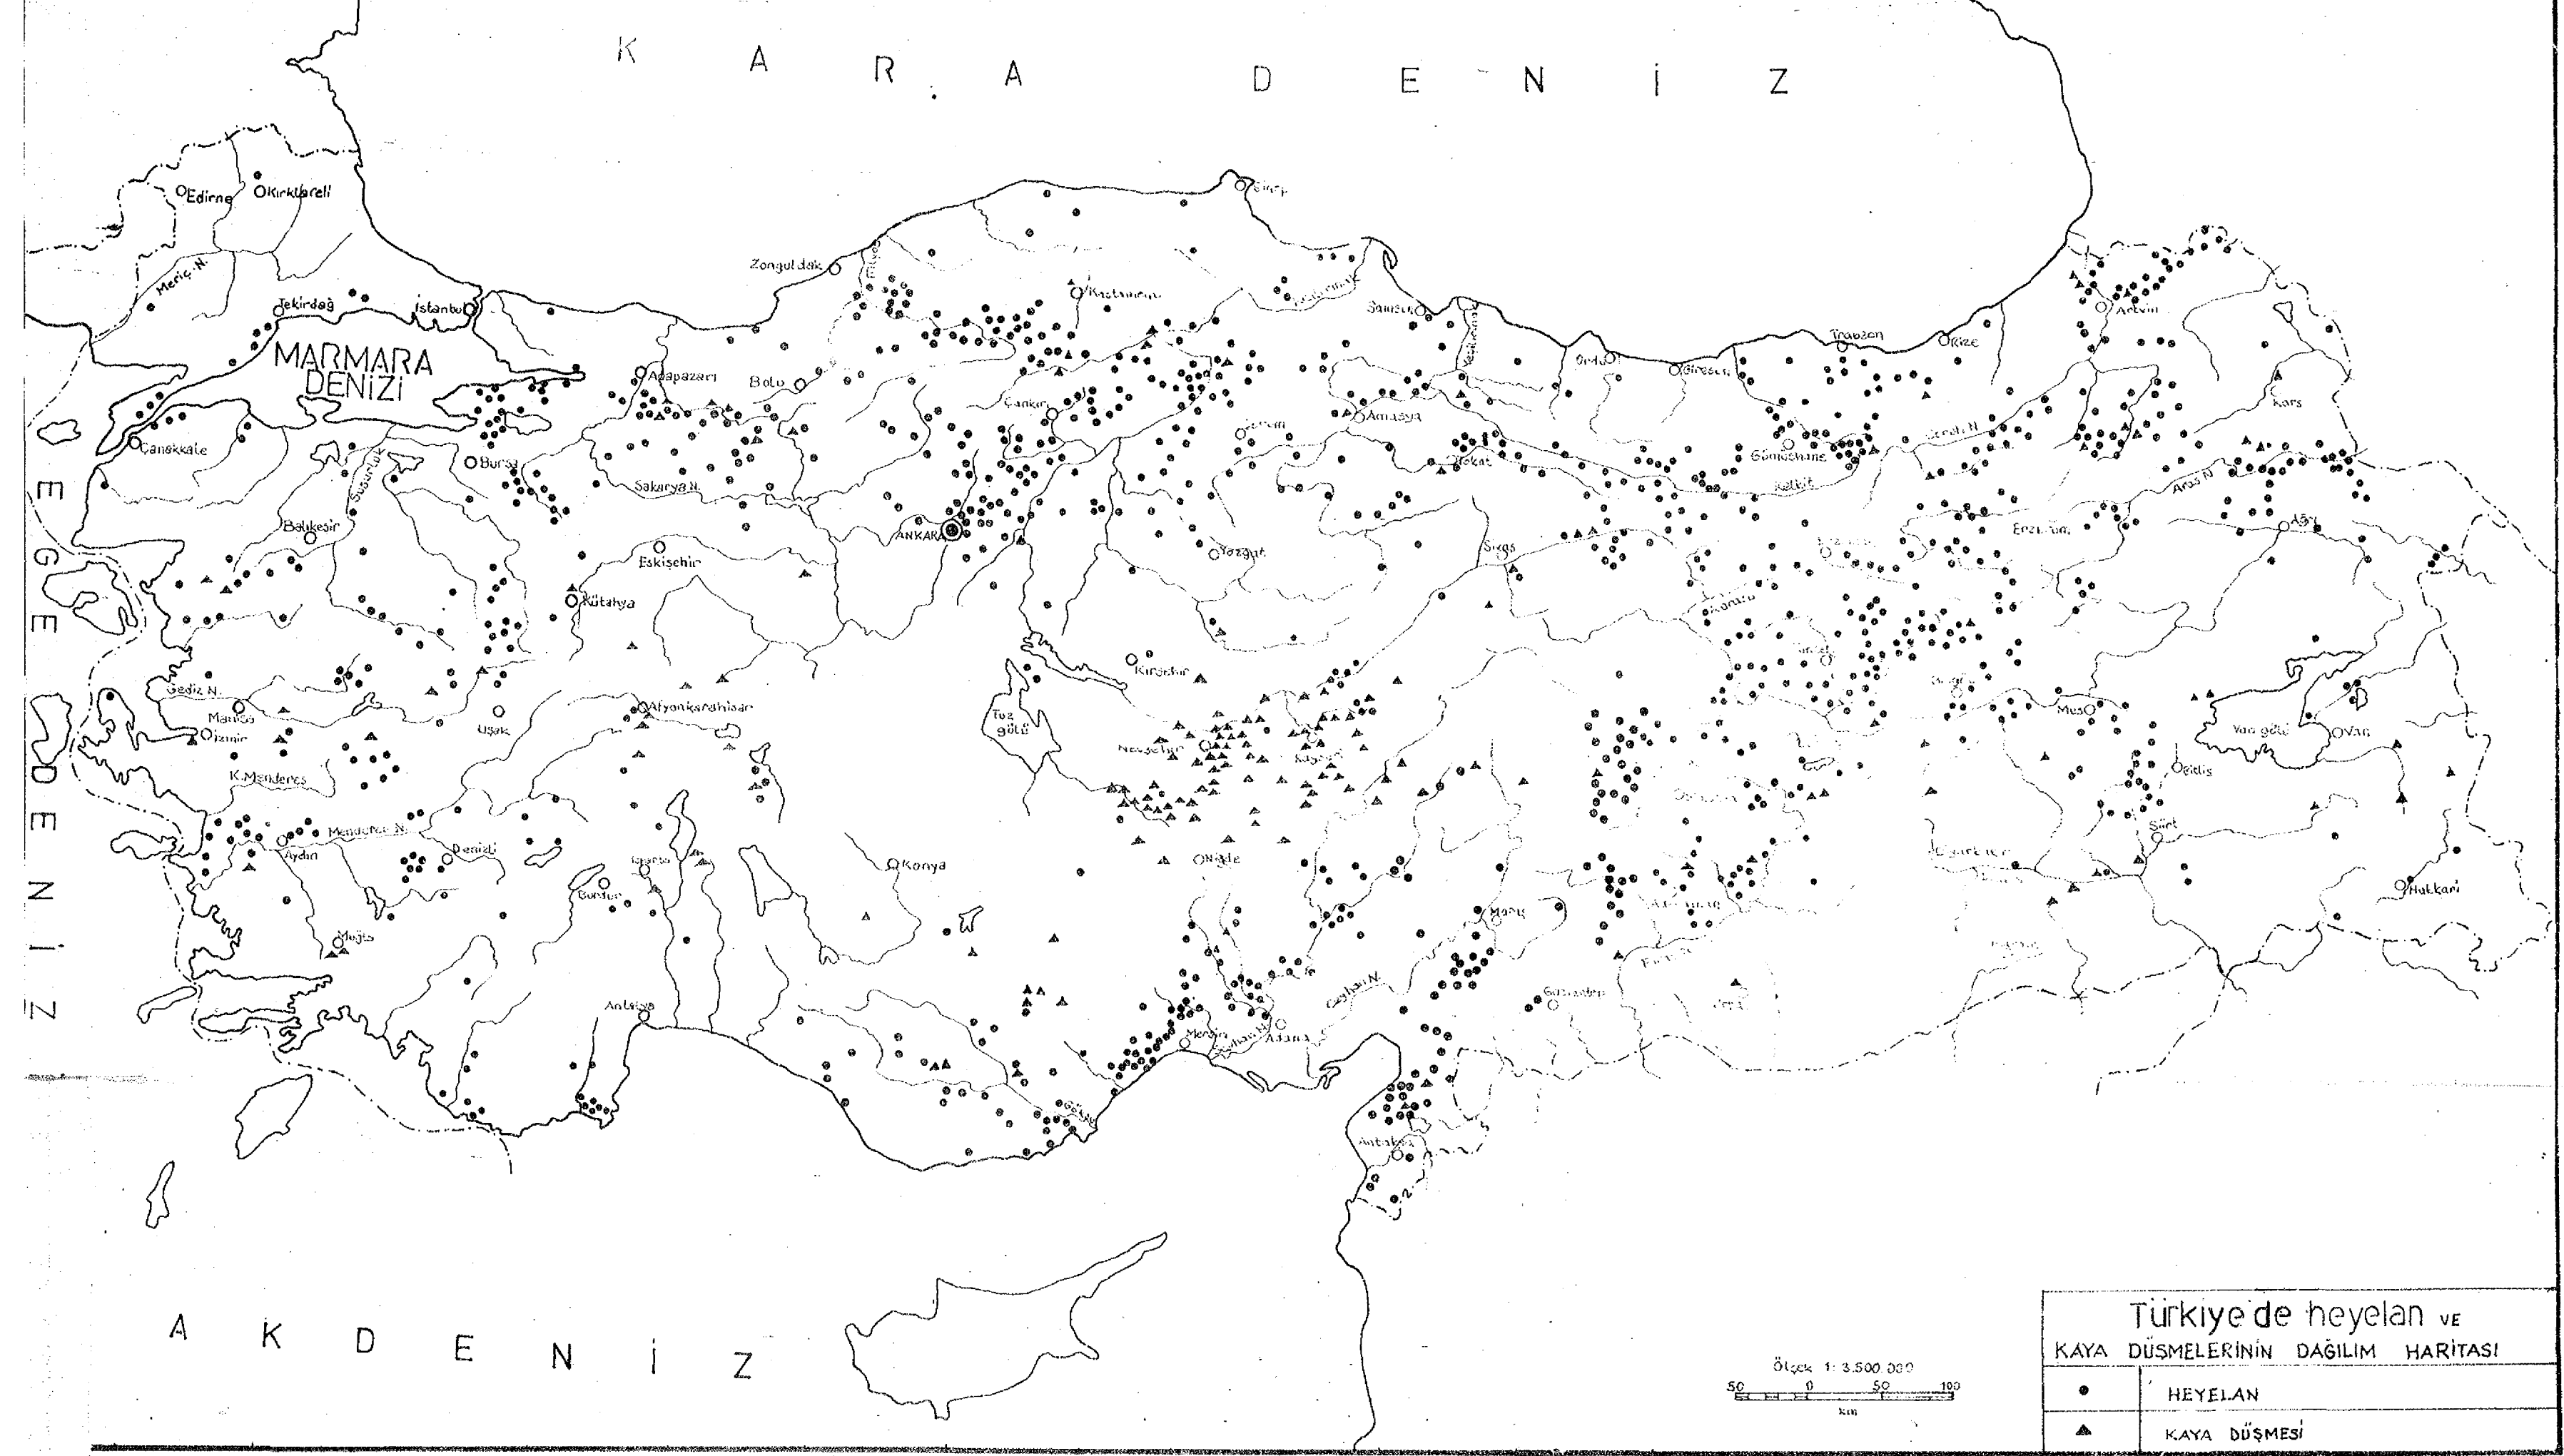 K A R A D E N İ Z
Edirne
Kırklareli
Meriç N.
Tekirdağ
İstanbul
MARMARA
DENİZİ
Zonguldak
Kastamonu
Samsun
Trabzon
Rize
Artvin
Adapazarı
Bolu
Çankırı
Amasya
Ordu
Giresun
Kars
Çanakkale
Bursa
Susurluk
Sakarya N.
Tokat
Gümüşhane
Çoruh N.
Kelkit
Aras N.
Balıkesir
ANKARA
Eskişehir
Yozgat
Sivas
Erzurum
Ağrı
Kütahya
E G E D E N İ Z
Gediz N.
Manisa
İzmir
Uşak
Afyonkarahisar
Kırşehir
Tuz
gölü
Nevşehir
Muş
Van gölü
Van
Bitlis
K.Menderes
Menderes N.
Aydın
Denizli
Burdur
Konya
Niğde
Siirt
Hakkari
Muğla
Maraş
Antalya
Ceyhan N.
Gaziantep
Mersin
Adana
Antakya
A K D E N İ Z
Ölçek 1: 3.500.000
50 0 50 100
km
Türkiye'de heyelan VE
KAYA DÜŞMELERİNİN DAĞILIM HARİTASI
HEYELAN
KAYA DÜŞMESİ